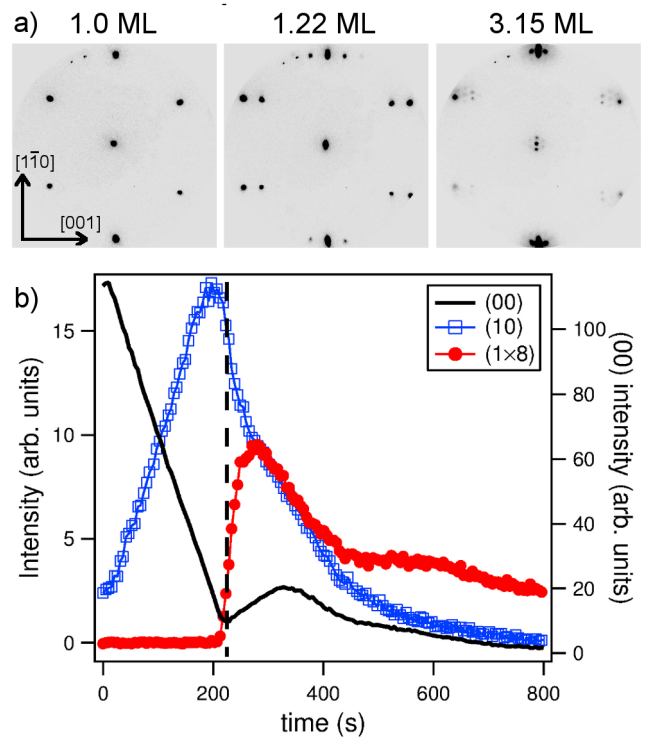 a) 1.0 ML 1.22 ML 3.15 ML
[11̅0]
[001]
b)
(00)
(10)
(1×8)
15
10
5
0
Intensity (arb. units)
100
80
60
40
20
0
(00) intensity (arb. units)
0 200 400 600 800
time (s)